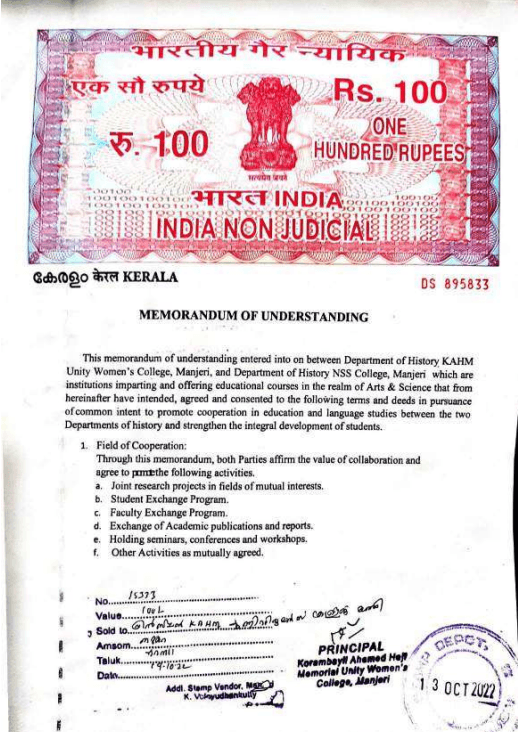 भारतीय गैर न्यायिक
एक सौ रुपये
Rs. 100
रु. 100
ONE
HUNDRED RUPEES
सत्यमेव जयते
भारत INDIA
INDIA NON JUDICIAL
കേരളം केरल KERALA
DS 895833
MEMORANDUM OF UNDERSTANDING
This memorandum of understanding entered into on between Department of History KAHM
Unity Women's College, Manjeri, and Department of History NSS College, Manjeri which are
institutions imparting and offering educational courses in the realm of Arts & Science that from
hereinafter have intended, agreed and consented to the following terms and deeds in pursuance
of common intent to promote cooperation in education and language studies between the two
Departments of history and strengthen the integral development of students.
1. Field of Cooperation:
Through this memorandum, both Parties affirm the value of collaboration and
agree to the following activities.
a. Joint research projects in fields of mutual interests.
b. Student Exchange Program.
c. Faculty Exchange Program.
d. Exchange of Academic publications and reports.
e. Holding seminars, conferences and workshops.
f. Other Activities as mutually agreed.
No.
Value
Sold to KAHM
Amsom
Taluk
Date
Addl. Stamp Vendor,
K. Velayudhankutty
PRINCIPAL
Korambayil Ahamed Haji
Memorial Unity Women's
College, Manjeri
DEPOT
13 OCT 2022